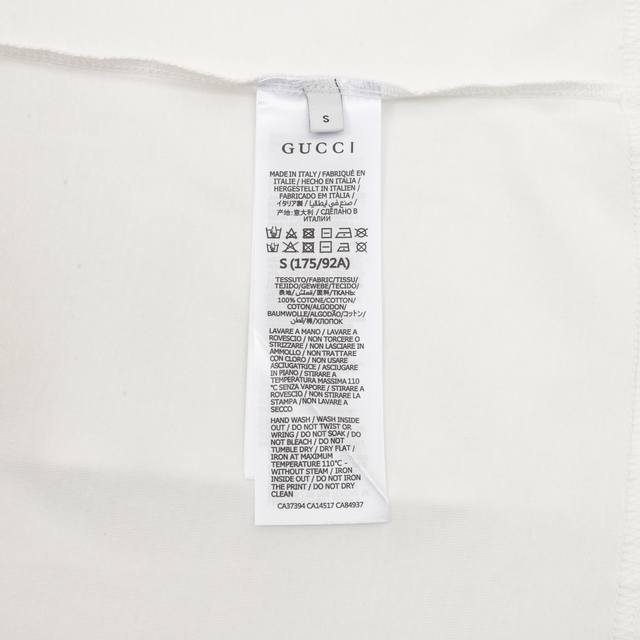 S
GUCCI
MADE IN ITALY / FABRIQUÉ EN
ITALIE / HECHO EN ITALIA /
HERGESTELLT IN ITALIEN /
FABRICADO EM ITÁLIA /
イタリア製 / صنع في إيطاليا /
产地: 意大利 / СДЕЛАНО В
ИТАЛИИ
S (175/92A)
TESSUTO/FABRIC/TISSU/
TEJIDO/GEWEBE/TECIDO/
表地/قماش/面料/ТКАНЬ:
100% COTONE/COTTON/
COTON/ALGODON/
BAUMWOLLE/ALGODÃO/コットン/
قطن/棉/ХЛОПОК
LAVARE A MANO / LAVARE A
ROVESCIO / NON TORCERE O
STRIZZARE / NON LASCIARE IN
AMMOLLO / NON TRATTARE
CON CLORO / NON USARE
ASCIUGATRICE / ASCIUGARE
IN PIANO / STIRARE A
TEMPERATURA MASSIMA 110
°C SENZA VAPORE / STIRARE A
ROVESCIO / NON STIRARE LA
STAMPA / NON LAVARE A
SECCO
HAND WASH / WASH INSIDE
OUT / DO NOT TWIST OR
WRING / DO NOT SOAK / DO
NOT BLEACH / DO NOT
TUMBLE DRY / DRY FLAT /
IRON AT MAXIMUM
TEMPERATURE 110°C -
WITHOUT STEAM / IRON
INSIDE OUT / DO NOT IRON
THE PRINT / DO NOT DRY
CLEAN
CA37394 CA14517 CA84937